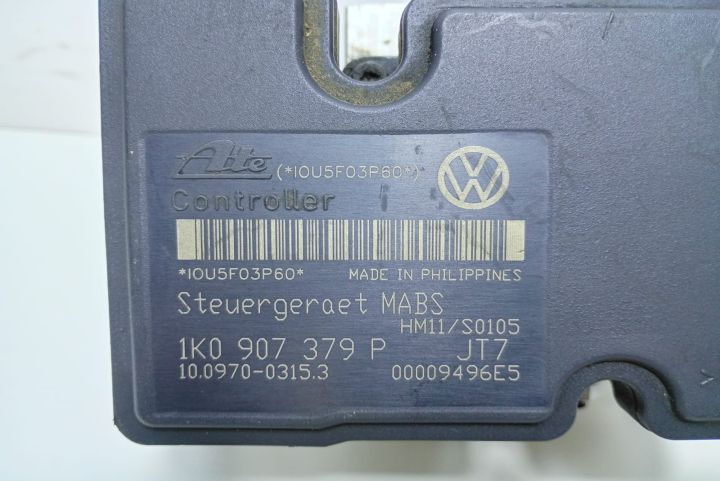 Ate (*IOU5F03P60*)
Controller
*IOU5F03P60* MADE IN PHILIPPINES
Steuergeraet MABS
HM11/S0105
1K0 907 379 P JT7
10.0970-0315.3 00009496E5